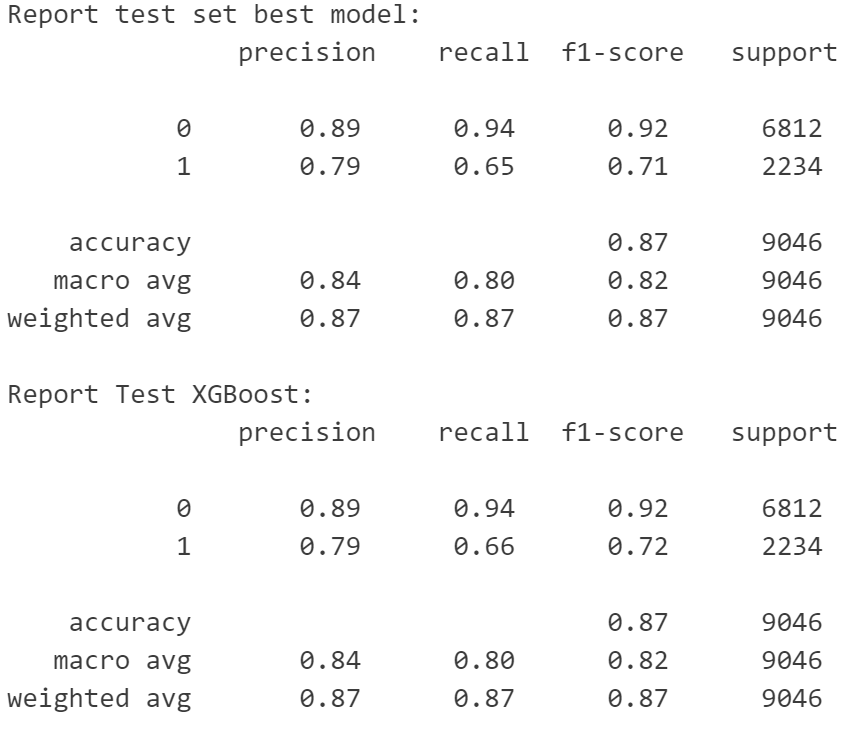 Report test set best model:
precision recall f1-score support
0 0.89 0.94 0.92 6812
1 0.79 0.65 0.71 2234
accuracy 0.87 9046
macro avg 0.84 0.80 0.82 9046
weighted avg 0.87 0.87 0.87 9046
Report Test XGBoost:
precision recall f1-score support
0 0.89 0.94 0.92 6812
1 0.79 0.66 0.72 2234
accuracy 0.87 9046
macro avg 0.84 0.80 0.82 9046
weighted avg 0.87 0.87 0.87 9046